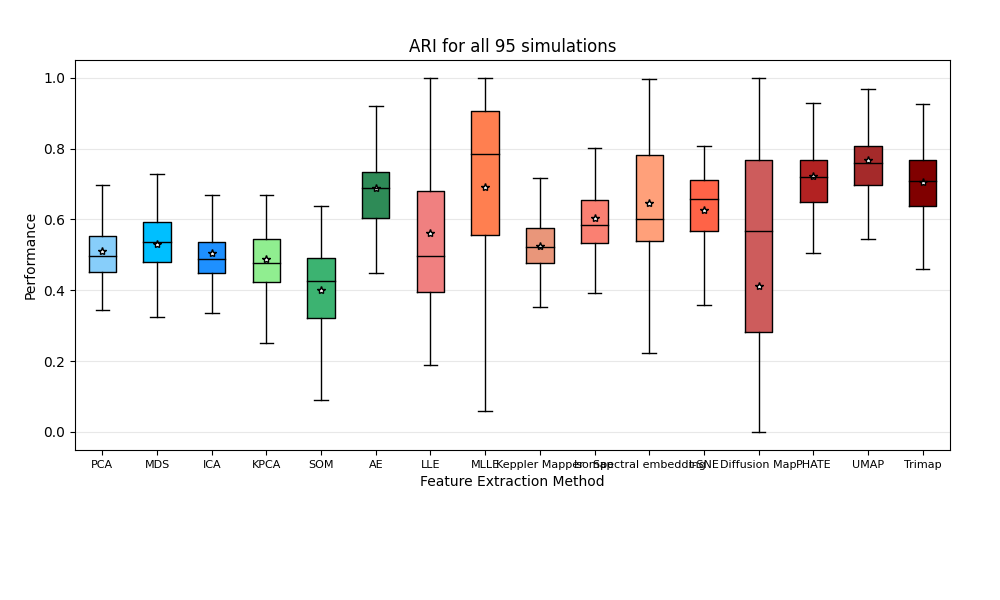 ARI for all 95 simulations
Performance
1.0
0.8
0.6
0.4
0.2
0.0
PCA MDS ICA KPCA SOM AE LLE MLLE Keppler Mapper Isomap Spectral embedding t-SNE Diffusion Map PHATE UMAP Trimap
Feature Extraction Method